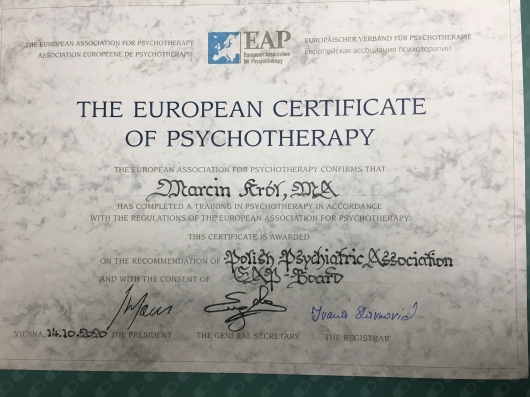 THE EUROPEAN ASSOCIATION FOR PSYCHOTHERAPY
ASSOCIATION EUROPEENE DE PSYCHOTHERAPIE
EAP
European Association
for Psychotherapy
EUROPÄISCHER VERBAND FÜR PSYCHOTHERAPIE
Европейская ассоциация психотерапии
THE EUROPEAN CERTIFICATE
OF PSYCHOTHERAPY
THE EUROPEAN ASSOCIATION FOR PSYCHOTHERAPY CONFIRMS THAT
Marcin Król, MA
HAS COMPLETED A TRAINING IN PSYCHOTHERAPY IN ACCORDANCE
WITH THE REGULATIONS OF THE EUROPEAN ASSOCIATION FOR PSYCHOTHERAPY
THIS CERTIFICATE IS AWARDED
ON THE RECOMMENDATION OF Polish Psychiatric Association
AND WITH THE CONSENT OF EAP-Board
VIENNA, 14.10.2020 THE PRESIDENT THE GENERAL SECRETARY THE REGISTRAR